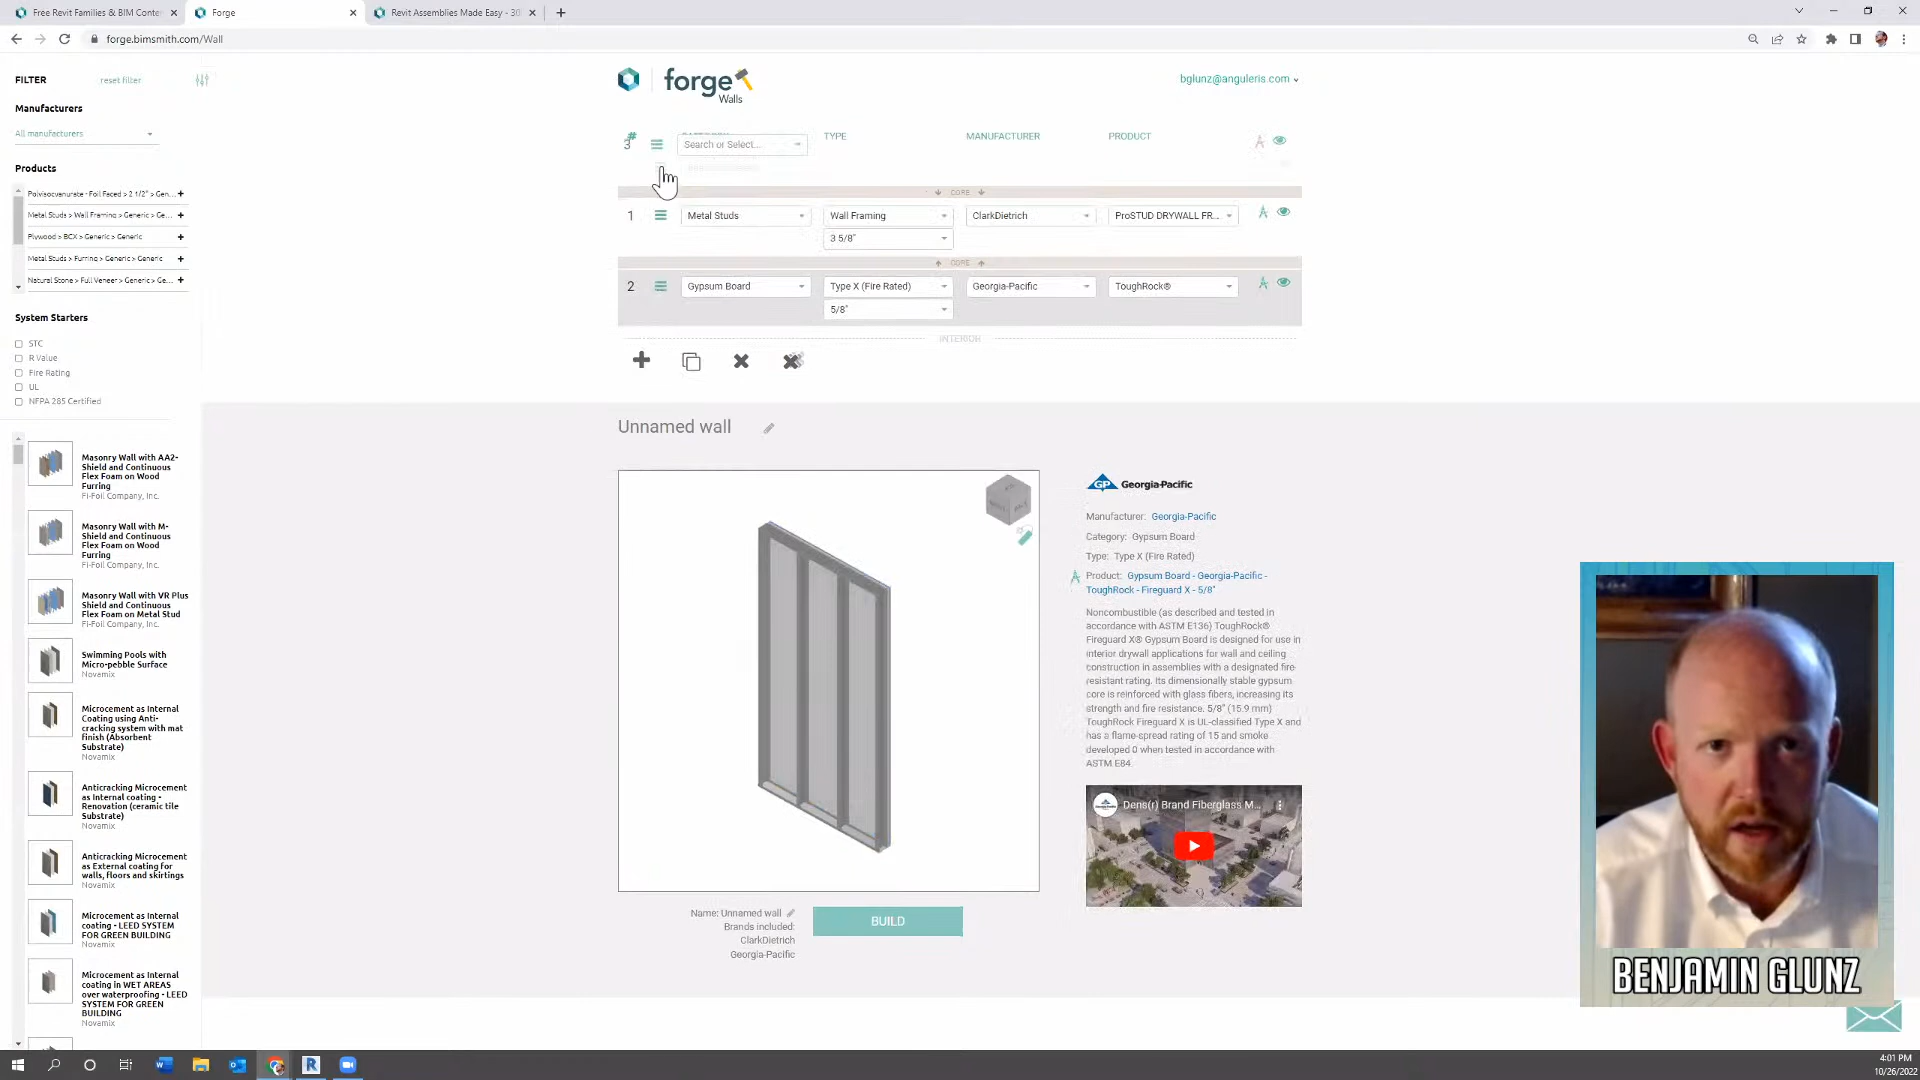 Free Revit Families & BIM Conte
Forge
Revit Assemblies Made Easy - 30
forge.bimsmith.com/Wall
FILTER
reset filter
Manufacturers
All manufacturers
Products
Polyisocyanurate - Foil Faced > 2 1/2" > Gen...
Metal Studs > Wall Framing > Generic > Ge...
Plywood > BCX > Generic > Generic
Metal Studs > Furring > Generic > Generic
Natural Stone > Full Veneer > Generic > Ge...
System Starters
STC
R Value
Fire Rating
UL
NFPA 285 Certified
Masonry Wall with AA2-
Shield and Continuous
Flex Foam on Wood
Furring
Fi-Foil Company, Inc.
Masonry Wall with M-
Shield and Continuous
Flex Foam on Wood
Furring
Fi-Foil Company, Inc.
Masonry Wall with VR Plus
Shield and Continuous
Flex Foam on Metal Stud
Fi-Foil Company, Inc.
Swimming Pools with
Micro-pebble Surface
Novamix
Microcement as Internal
Coating using Anti-
cracking system with mat
finish (Absorbent
Substrate)
Novamix
Anticracking Microcement
as Internal coating -
Renovation (ceramic tile
Substrate)
Novamix
Anticracking Microcement
as External coating for
walls, floors and skirtings
Novamix
Microcement as Internal
coating - LEED SYSTEM
FOR GREEN BUILDING
Novamix
Microcement as Internal
coating in WET AREAS
over waterproofing - LEED
SYSTEM FOR GREEN
BUILDING
Novamix
forge
Walls
bglunz@anguleris.com
# TYPE MANUFACTURER PRODUCT
3 Search or Select...
CORE
1 Metal Studs Wall Framing ClarkDietrich ProSTUD DRYWALL FR...
3 5/8"
CORE
2 Gypsum Board Type X (Fire Rated) Georgia-Pacific ToughRock®
5/8"
INTERIOR
Unnamed wall
Name: Unnamed wall
Brands included:
ClarkDietrich
Georgia-Pacific
BUILD
GP Georgia-Pacific
Manufacturer: Georgia-Pacific
Category: Gypsum Board
Type: Type X (Fire Rated)
Product: Gypsum Board - Georgia-Pacific -
ToughRock - Fireguard X - 5/8"
Noncombustible (as described and tested in
accordance with ASTM E136) ToughRock®
Fireguard X® Gypsum Board is designed for use in
interior drywall applications for wall and ceiling
construction in assemblies with a designated fire-
resistant rating. Its dimensionally stable gypsum
core is reinforced with glass fibers, increasing its
strength and fire resistance. 5/8" (15.9 mm)
ToughRock Fireguard X is UL-classified Type X and
has a flame-spread rating of 15 and smoke
developed 0 when tested in accordance with
ASTM E84.
Dens(r) Brand Fiberglass M...
BENJAMIN GLUNZ
4:01 PM
10/26/2022